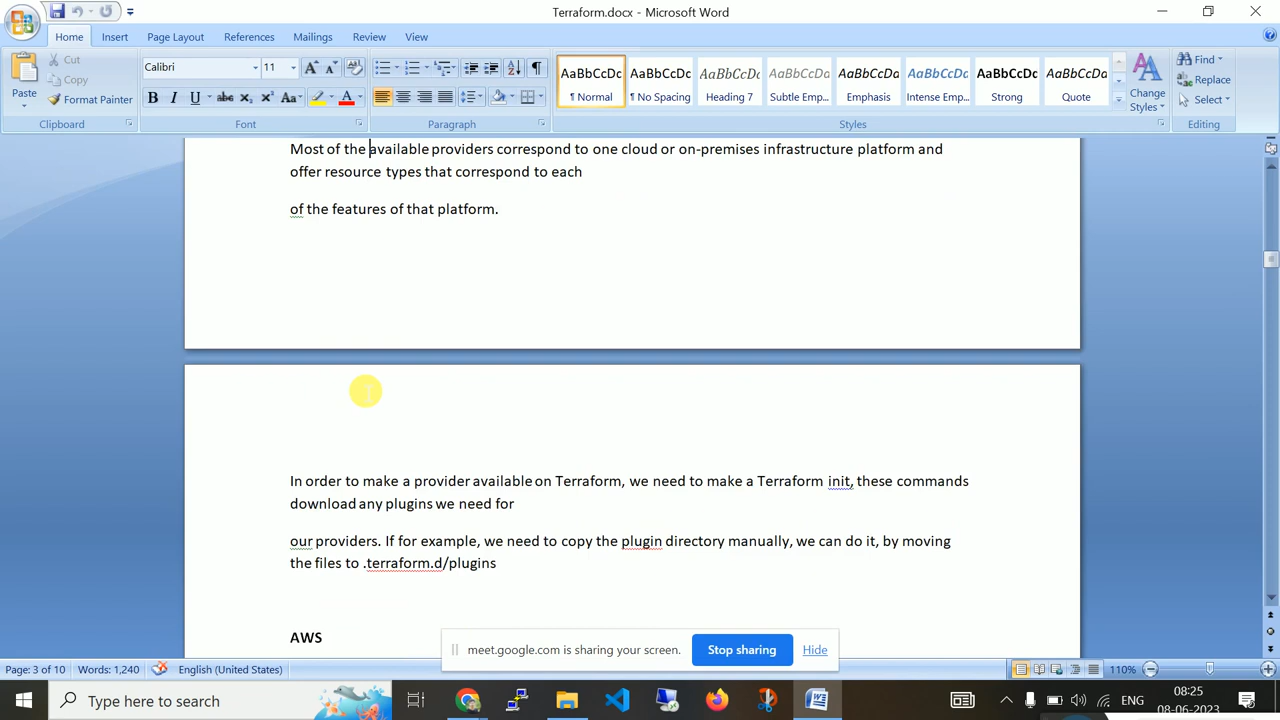 Terraform.docx - Microsoft Word
Home Insert Page Layout References Mailings Review View
Paste
Cut
Copy
Format Painter
Clipboard
Calibri 11
Font
Paragraph
AaBbCcDc AaBbCcDc AaBbCcDc AaBbCcDc AaBbCcDa AaBbCcDc AaBbCcDc AaBbCcDa
¶ Normal ¶ No Spacing Heading 7 Subtle Emp... Emphasis Intense Emp... Strong Quote
Change
Styles
Styles
Find
Replace
Select
Editing
Most of the available providers correspond to one cloud or on-premises infrastructure platform and
offer resource types that correspond to each
of the features of that platform.
In order to make a provider available on Terraform, we need to make a Terraform init, these commands
download any plugins we need for
our providers. If for example, we need to copy the plugin directory manually, we can do it, by moving
the files to .terraform.d/plugins
AWS
meet.google.com is sharing your screen. Stop sharing Hide
Page: 3 of 10 Words: 1,240 English (United States) 110%
Type here to search
ENG
08:25
08-06-2023